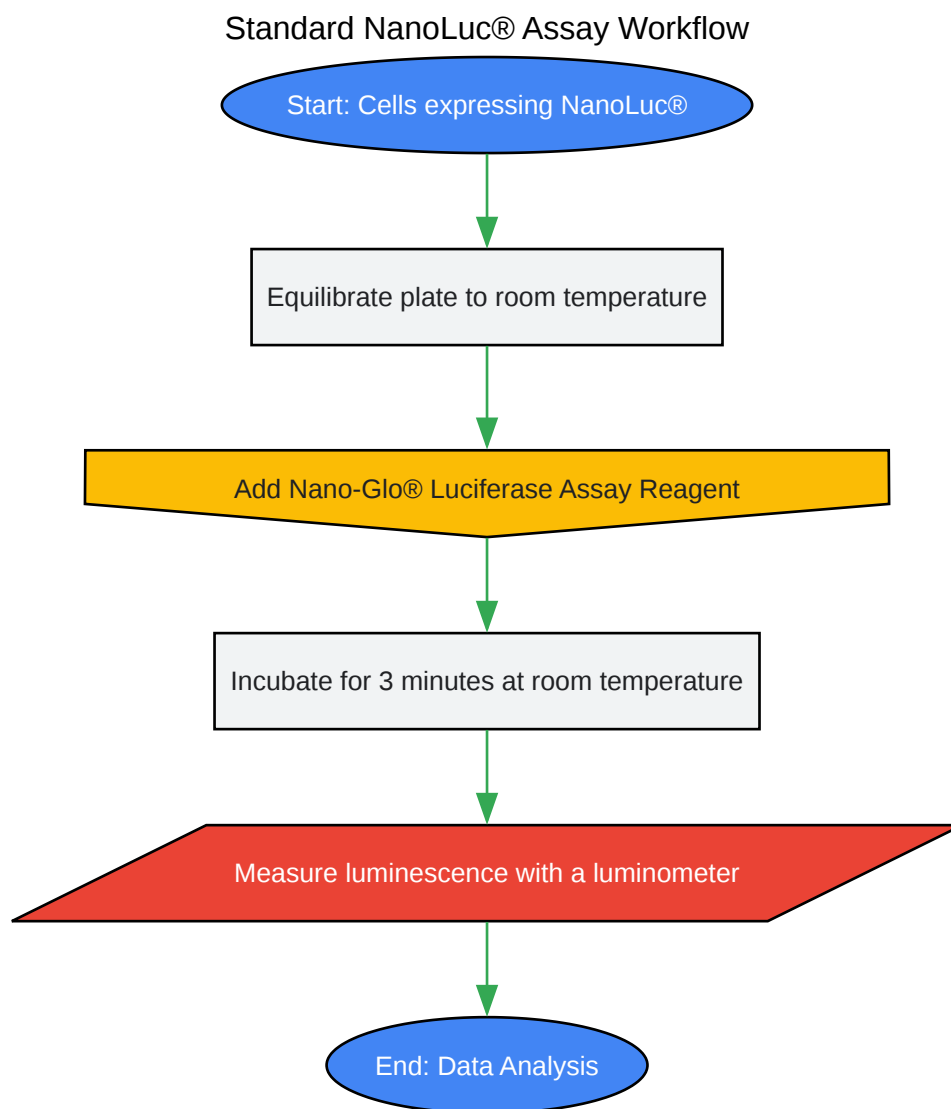 Standard NanoLuc® Assay Workflow
Start: Cells expressing NanoLuc®
Equilibrate plate to room temperature
Add Nano-Glo® Luciferase Assay Reagent
Incubate for 3 minutes at room temperature
Measure luminescence with a luminometer
End: Data Analysis